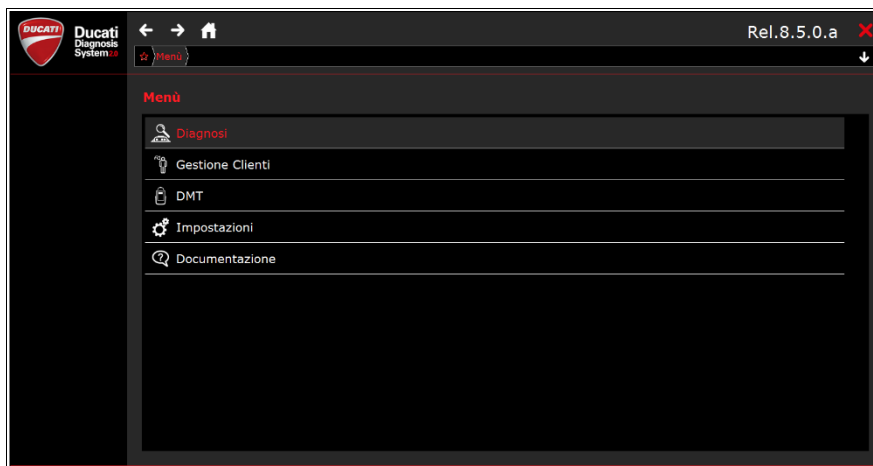 DUCATI
Ducati
Diagnosis
System2.0
Rel.8.5.0.a
Menù
Menù
Diagnosi
Gestione Clienti
DMT
Impostazioni
Documentazione